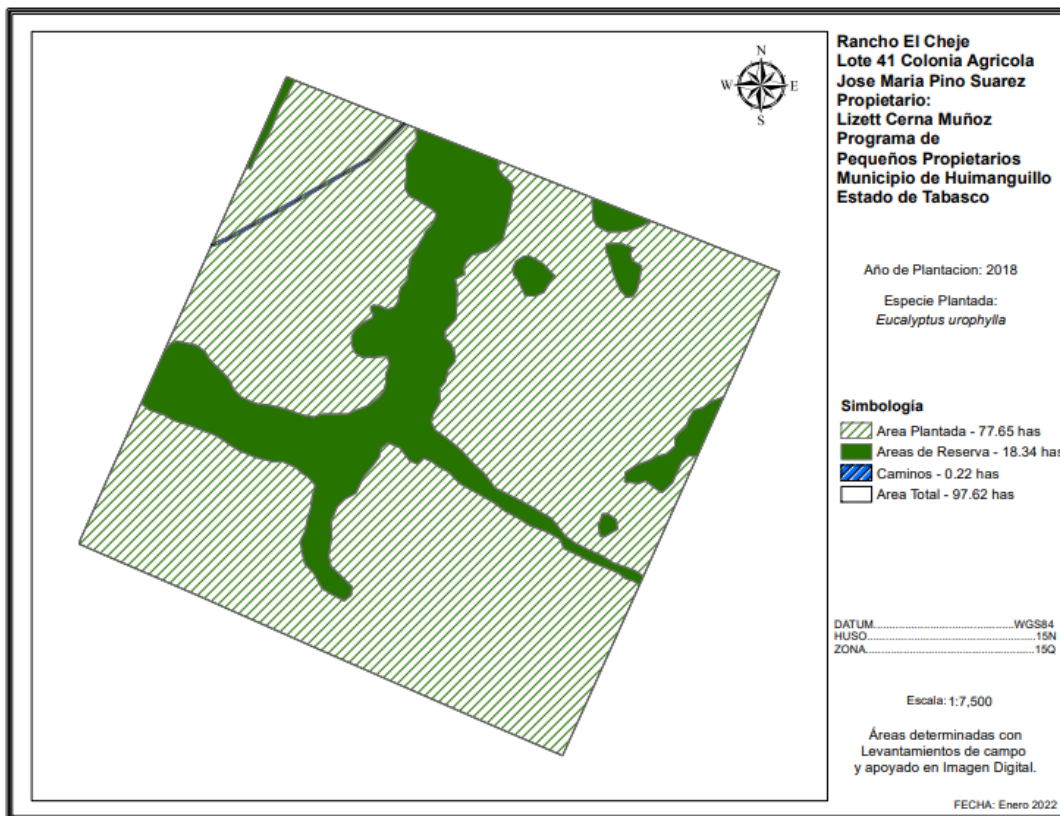 N
W E
S
Rancho El Cheje
Lote 41 Colonia Agricola
Jose Maria Pino Suarez
Propietario:
Lizett Cerna Muñoz
Programa de
Pequeños Propietarios
Municipio de Huimanguillo
Estado de Tabasco
Año de Plantacion: 2018
Especie Plantada:
Eucalyptus urophylla
Simbología
Area Plantada - 77.65 has
Areas de Reserva - 18.34 has
Caminos - 0.22 has
Area Total - 97.62 has
DATUM..............................................WGS84
HUSO......................................................15N
ZONA......................................................15Q
Escala: 1:7,500
Áreas determinadas con
Levantamientos de campo
y apoyado en Imagen Digital.
FECHA: Enero 2022